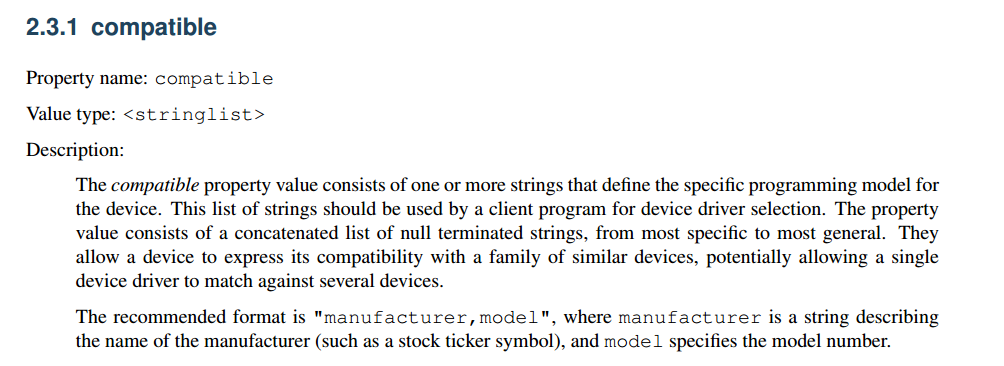 2.3.1 compatible
Property name: compatible
Value type: <stringlist>
Description:
The compatible property value consists of one or more strings that define the specific programming model for
the device. This list of strings should be used by a client program for device driver selection. The property
value consists of a concatenated list of null terminated strings, from most specific to most general. They
allow a device to express its compatibility with a family of similar devices, potentially allowing a single
device driver to match against several devices.
The recommended format is "manufacturer,model", where manufacturer is a string describing
the name of the manufacturer (such as a stock ticker symbol), and model specifies the model number.